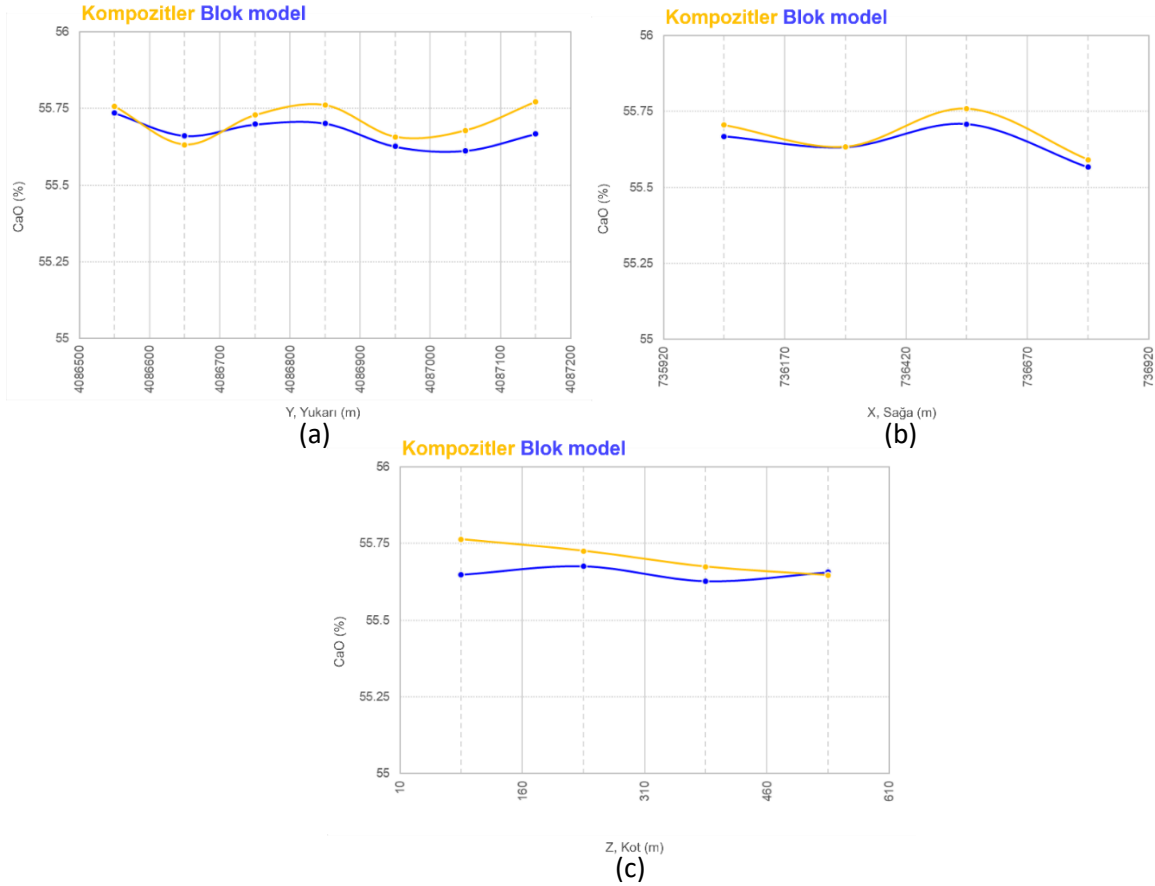 Kompozitler Blok model
56
55.75
55.5
55.25
55
CaO (%)
4086500
4086600
4086700
4086800
4086900
4087000
4087100
4087200
Y, Yukarı (m)
(a)
Kompozitler Blok model
56
55.75
55.5
55.25
55
CaO (%)
735920
736170
736420
736670
736920
X, Sağa (m)
(b)
Kompozitler Blok model
56
55.75
55.5
55.25
55
CaO (%)
10
160
310
460
610
Z, Kot (m)
(c)